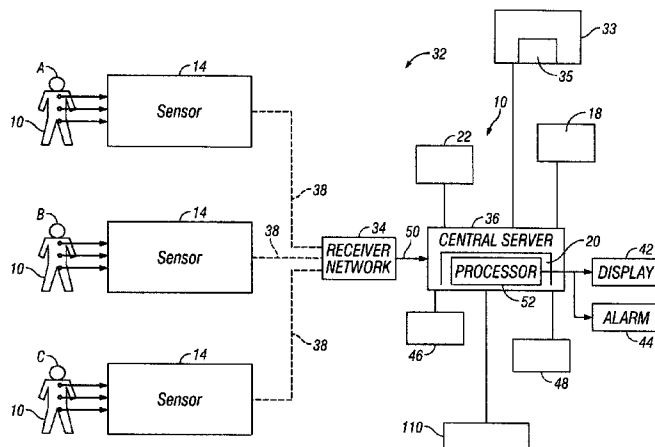 33
A
14
32
35
Sensor
10
10
22
18
38
B
14
34
36
38
50
CENTRAL SERVER
20
42
Sensor
RECEIVER
NETWORK
PROCESSOR
DISPLAY
10
52
ALARM
44
C
14
38
46
48
Sensor
10
110